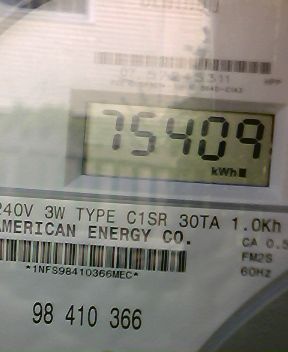 75409
kWh
240V 3W TYPE C1SR 30TA 1.0Kh
AMERICAN ENERGY CO.
CA 0.5
FM2S
60Hz
*1NFS98410366MEC*
98 410 366